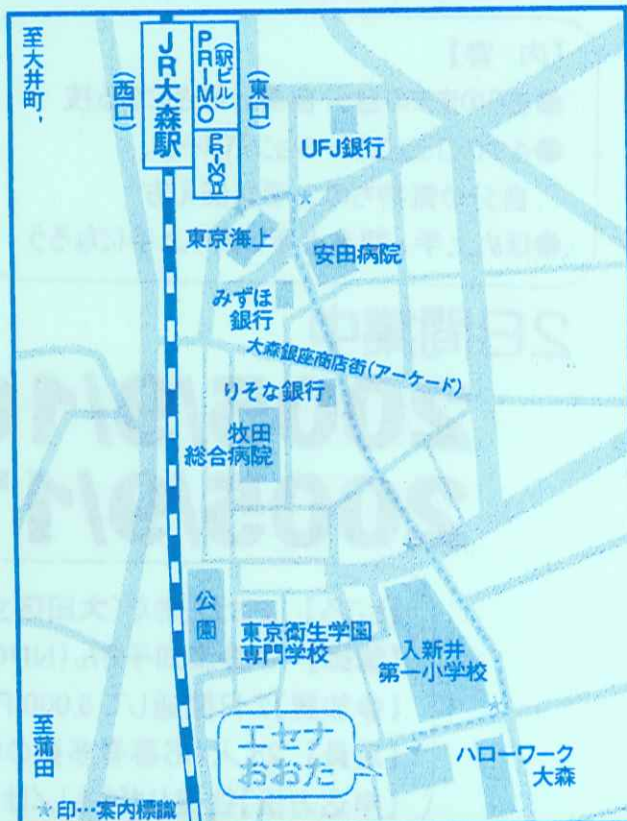 至大井町，
(西口)
JR大森駅
(駅ビル)
PRIMO
PRIMOⅡ
(東口)
UFJ銀行
東京海上
安田病院
みずほ
銀行
大森銀座商店街(アーケード)
りそな銀行
牧田
総合病院
公園
東京衛生学園
専門学校
入新井
第一小学校
エセナ
おおた
ハローワーク
大森
至蒲田
★印…案内標識